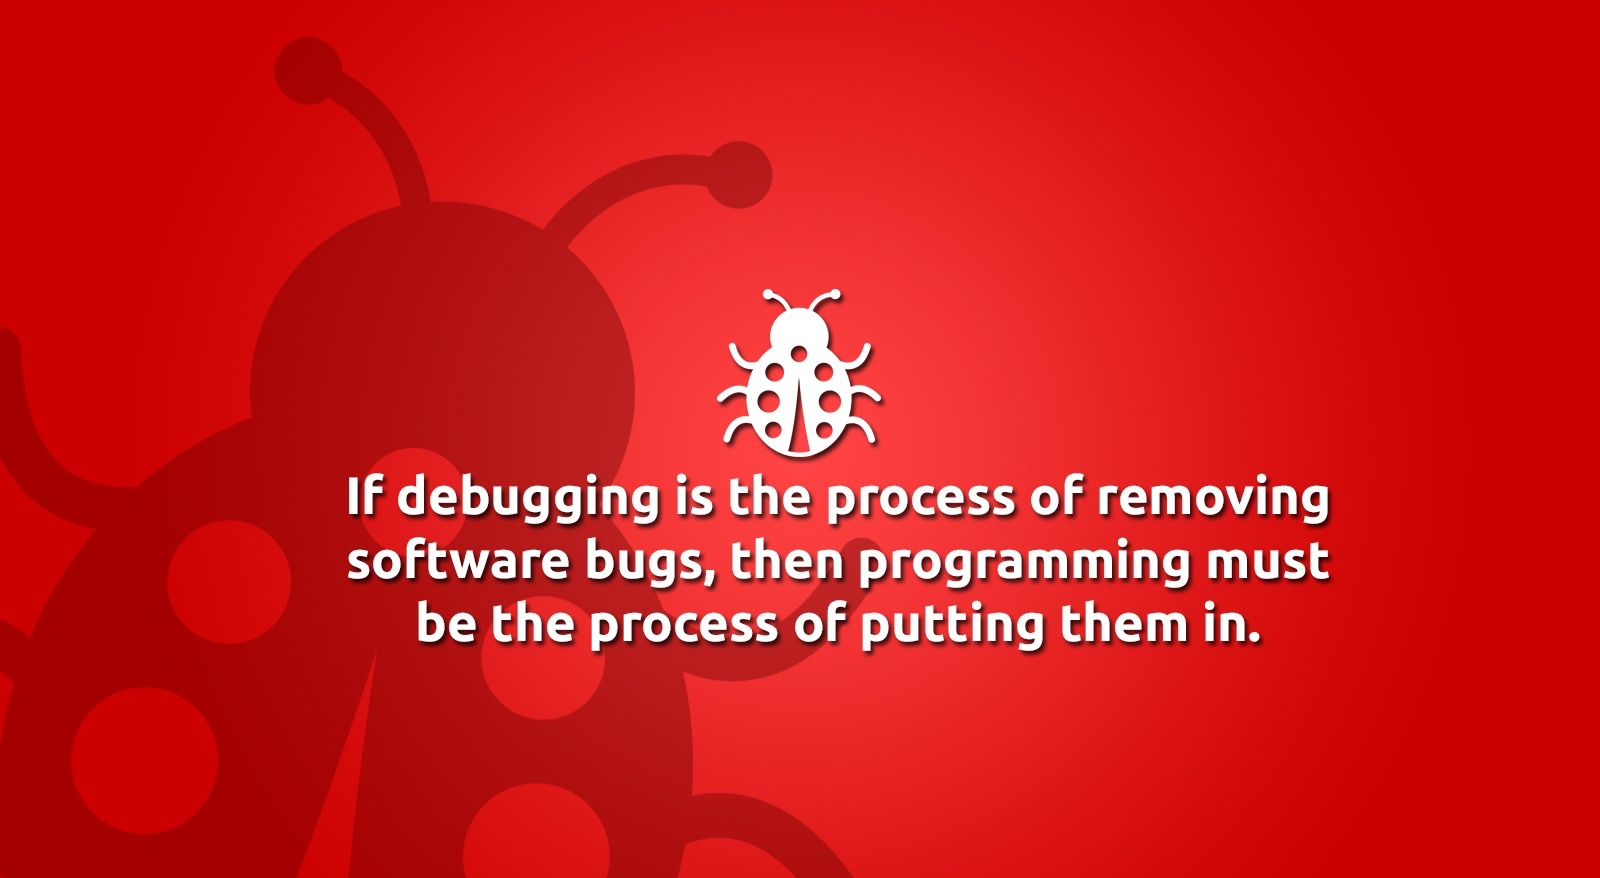 If debugging is the process of removing
software bugs, then programming must
be the process of putting them in.